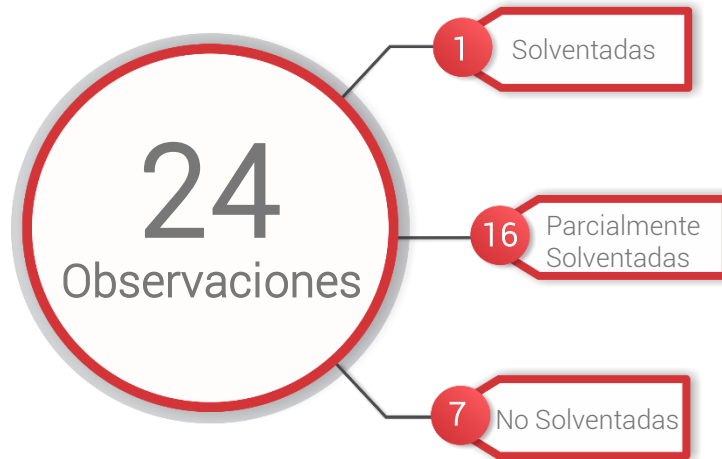 24
Observaciones
1
Solventadas
16
Parcialmente
Solventadas
7
No Solventadas